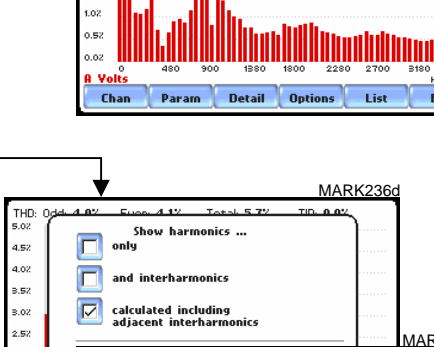 1.0%
0.5%
0.0%
0 480 900 1380 1800 2280 2700 3180
A Volts
Chan Param Detail Options List
MARK236d
THD: Odd: 4.0% Even: 4.1% Total: 5.7% TID: 0.0%
5.0%
Show harmonics ...
only
4.5%
4.0%
and interharmonics
3.5%
3.0%
calculated including
adjacent interharmonics
2.5%
MAR